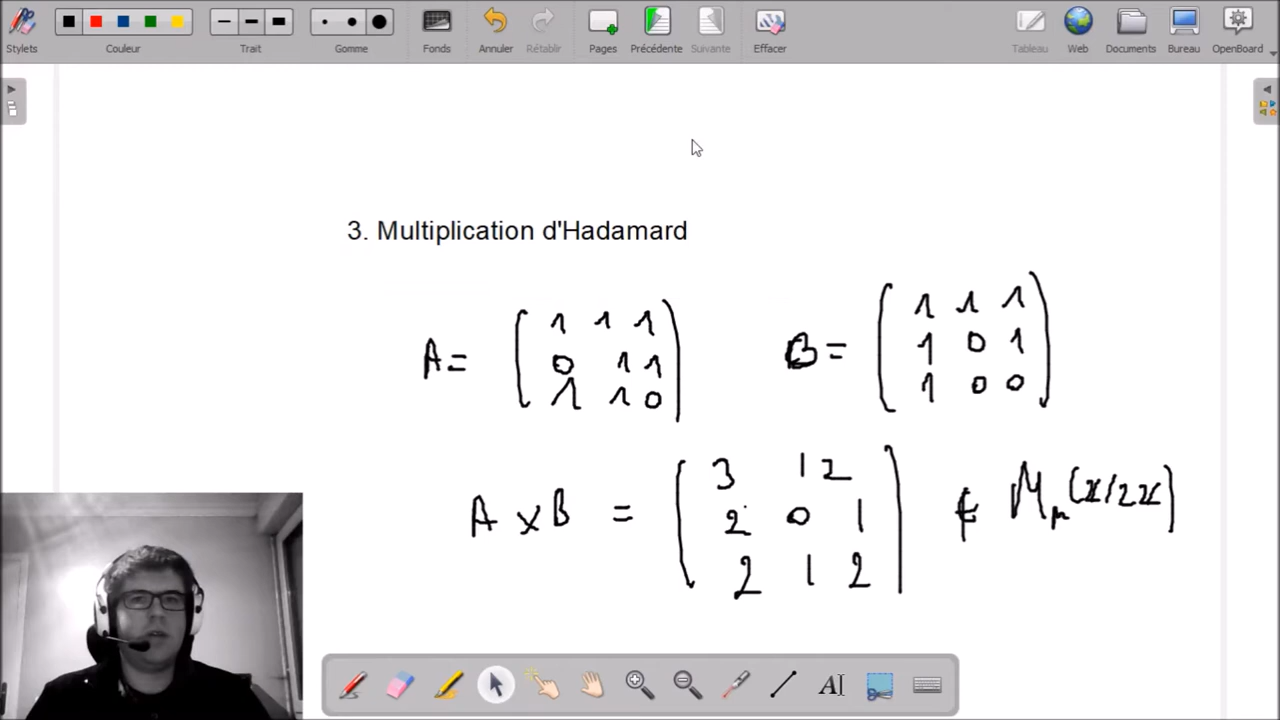 Stylets Couleur Trait Gomme Fonds Annuler Rétablir Pages Précédente Suivante Effacer Tableau Web Documents Bureau OpenBoard
3. Multiplication d'Hadamard
A = ( 1 1 1
0 1 1
1 1 0 )
B = ( 1 1 1
1 0 1
1 0 0 )
A x B = ( 3 1 2
2 0 1
2 1 2 ) ∉ Mn(Z/2Z)
AI